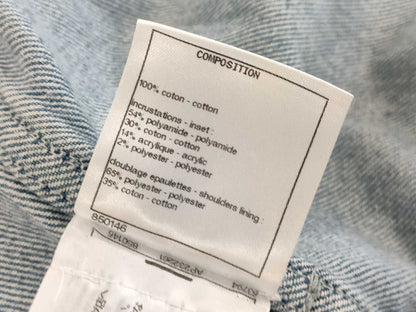 COMPOSITION
100% coton - cotton
incrustations - inset :
54% polyamide - polyamide
30% coton - cotton
14% acrylique - acrylic
2% polyester - polyester
doublage epaulettes - shoulders lining :
65% polyester - polyester
35% coton - cotton
850146